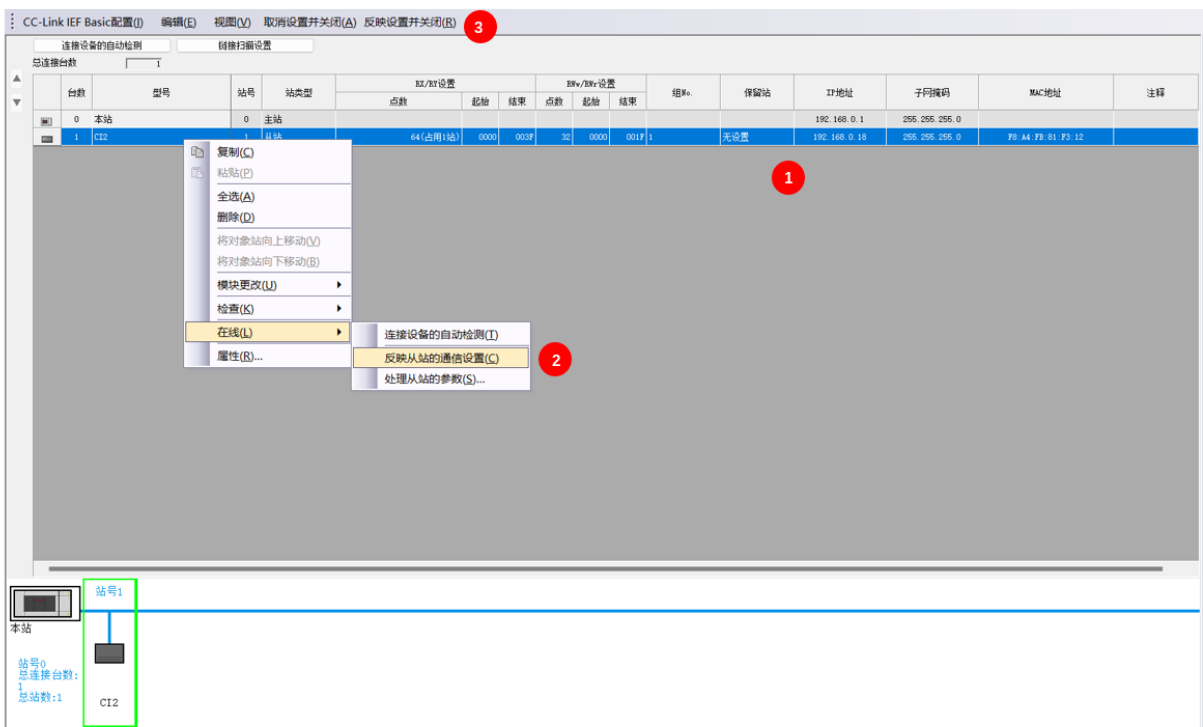 CC-Link IEF Basic配置(I) 编辑(E) 视图(V) 取消设置并关闭(A) 反映设置并关闭(R) 3
连接设备的自动检测 链接扫描设置
总连接台数 1
台数 型号 站号 站类型 RX/RY设置 RWw/RWr设置 组No. 保留站 IP地址 子网掩码 MAC地址 注释
点数 起始 结束 点数 起始 结束
0 本站 0 主站 192.168.0.1 255.255.255.0
1 CI2 1 从站 64(占用1站) 0000 003F 32 0000 001F 1 无设置 192.168.0.18 255.255.255.0 F8:A4:FB:81:F3:12
复制(C)
粘贴(P)
1
全选(A)
删除(D)
将对象站向上移动(V)
将对象站向下移动(B)
模块更改(U)
检查(K)
在线(L) 连接设备的自动检测(T)
属性(R)... 反映从站的通信设置(C) 2
处理从站的参数(S)...
站号1
本站
站号0
总连接台数:
1
总站数:1
CI2